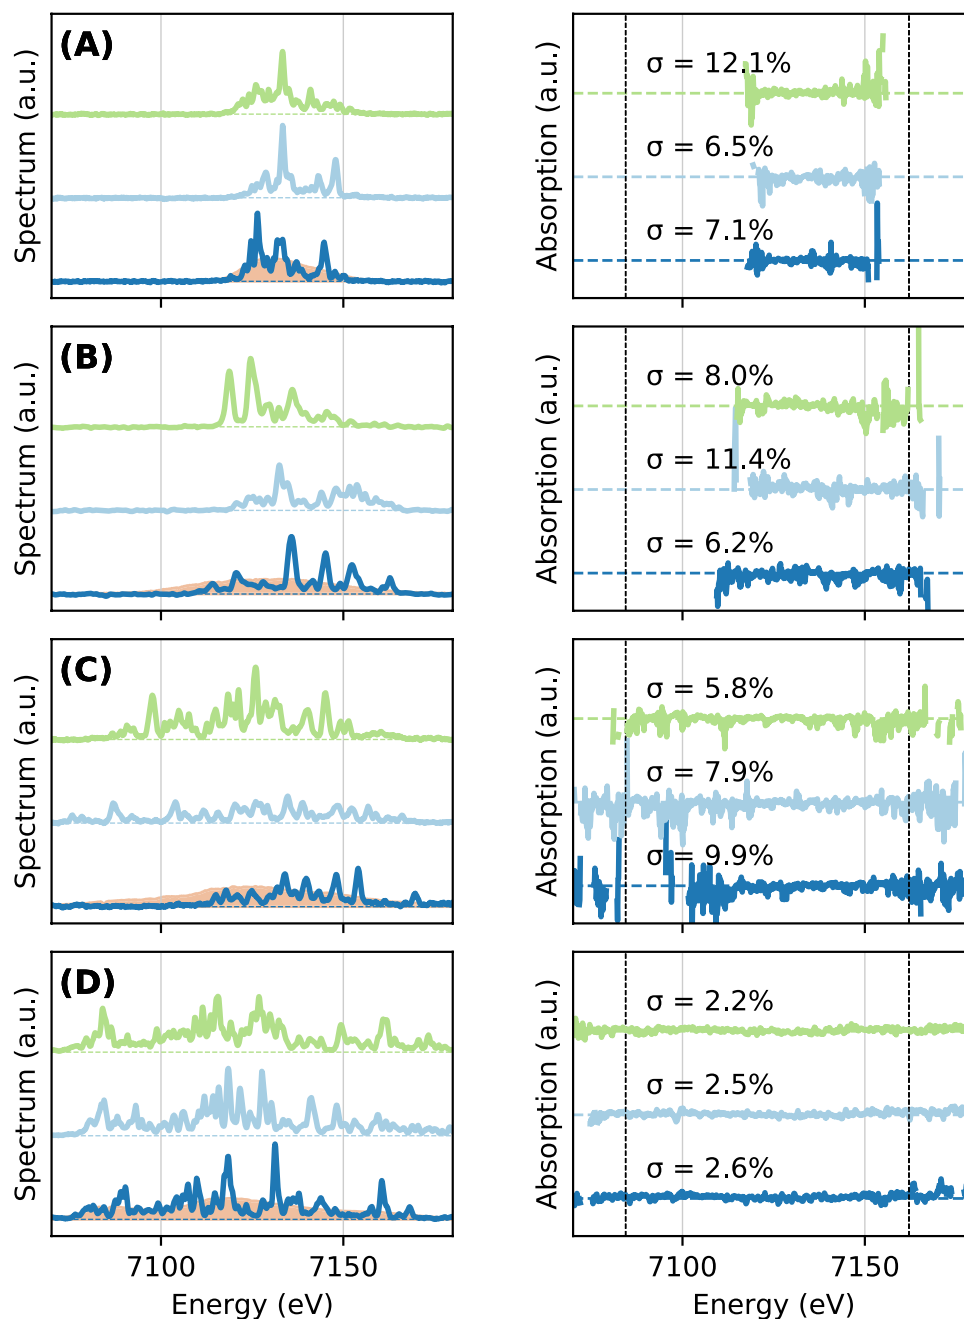 (A)
Spectrum (a.u.)
Absorption (a.u.)
σ = 12.1%
σ = 6.5%
σ = 7.1%
(B)
Spectrum (a.u.)
Absorption (a.u.)
σ = 8.0%
σ = 11.4%
σ = 6.2%
(C)
Spectrum (a.u.)
Absorption (a.u.)
σ = 5.8%
σ = 7.9%
σ = 9.9%
(D)
Spectrum (a.u.)
Absorption (a.u.)
σ = 2.2%
σ = 2.5%
σ = 2.6%
7100 7150
Energy (eV)
7100 7150
Energy (eV)